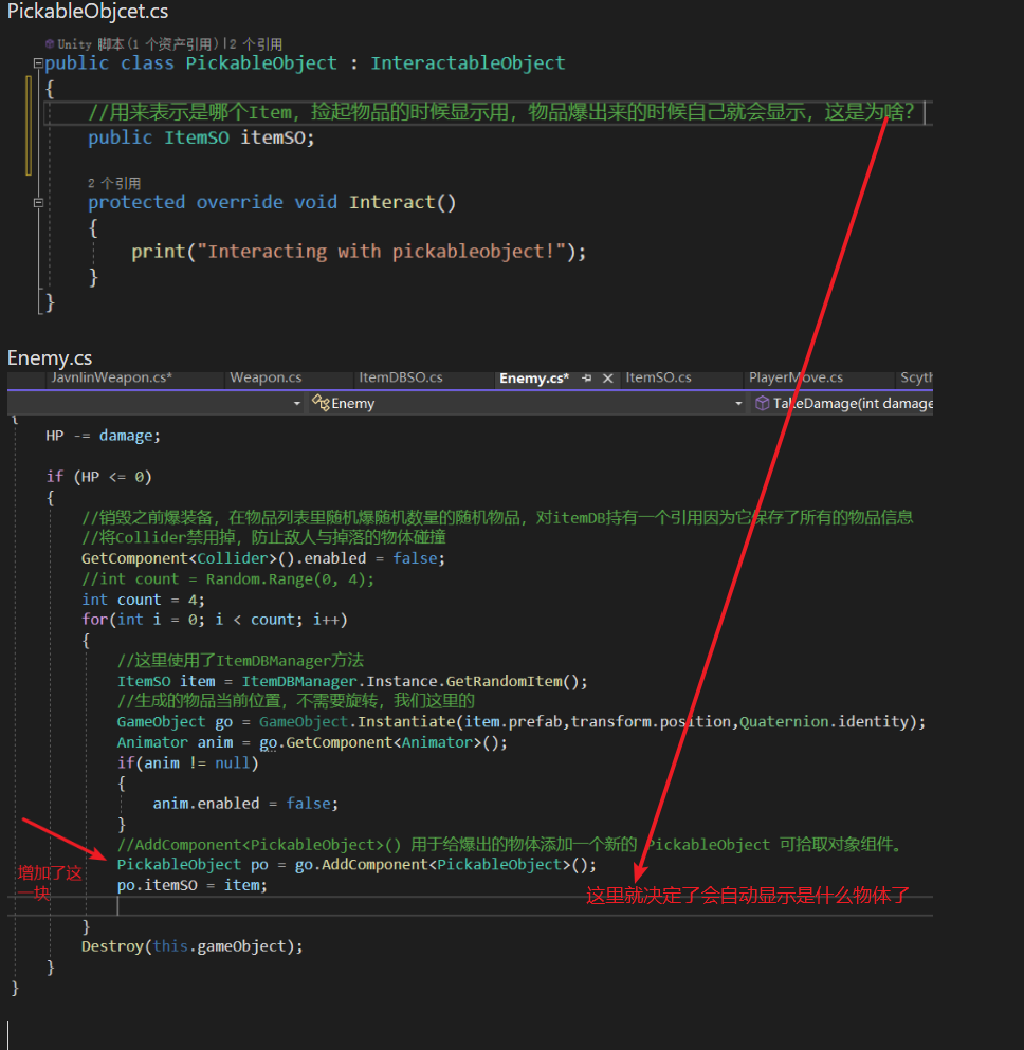 PickableObjcet.cs
Unity 脚本(1 个资产引用)|2 个引用
public class PickableObject : InteractableObject
{
//用来表示是哪个Item, 捡起物品的时候显示用, 物品爆出来的时候自己就会显示, 这是为啥?
public ItemSO itemSO;
2 个引用
protected override void Interact()
{
print("Interacting with pickableobject!");
}
}
Enemy.cs
JavnlinWeapon.cs* Weapon.cs ItemDBSO.cs Enemy.cs* ItemSO.cs PlayerMove.cs Scyth
Enemy TakeDamage(int damage
{
HP -= damage;
if (HP <= 0)
{
//销毁之前爆装备, 在物品列表里随机爆随机数量的随机物品, 对itemDB持有一个引用因为它保存了所有的物品信息
//将Collider禁用掉, 防止敌人与掉落的物体碰撞
GetComponent<Collider>().enabled = false;
//int count = Random.Range(0, 4);
int count = 4;
for(int i = 0; i < count; i++)
{
//这里使用了ItemDBManager方法
ItemSO item = ItemDBManager.Instance.GetRandomItem();
//生成的物品当前位置, 不需要旋转, 我们这里的
GameObject go = GameObject.Instantiate(item.prefab,transform.position,Quaternion.identity);
Animator anim = go.GetComponent<Animator>();
if(anim != null)
{
anim.enabled = false;
}
//AddComponent<PickableObject>() 用于给爆出的物体添加一个新的 PickableObject 可拾取对象组件。
PickableObject po = go.AddComponent<PickableObject>();
增加了这
一块
po.itemSO = item;
这里就决定了会自动显示是什么物体了
}
Destroy(this.gameObject);
}
}